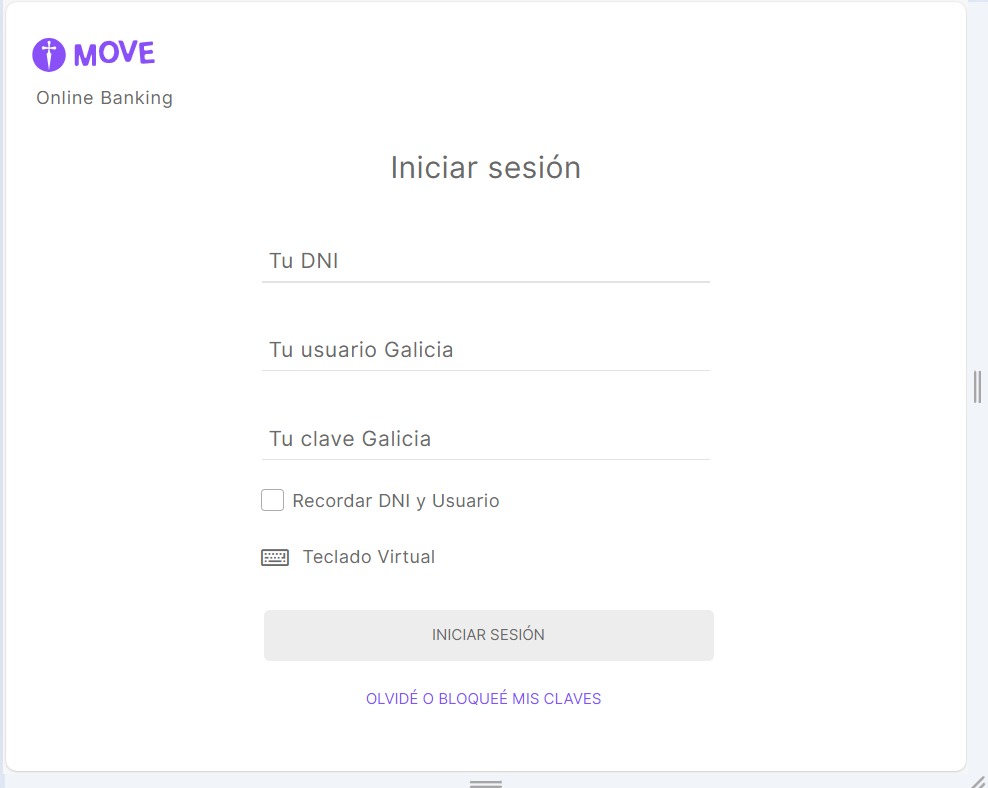 MOVE
Online Banking
Iniciar sesión
Tu DNI
Tu usuario Galicia
Tu clave Galicia
Recordar DNI y Usuario
Teclado Virtual
INICIAR SESIÓN
OLVIDÉ O BLOQUEÉ MIS CLAVES